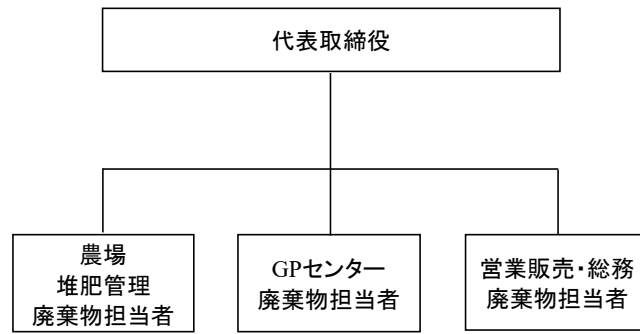 代表取締役
農場
堆肥管理
廃棄物担当者
GPセンター
廃棄物担当者
営業販売・総務
廃棄物担当者